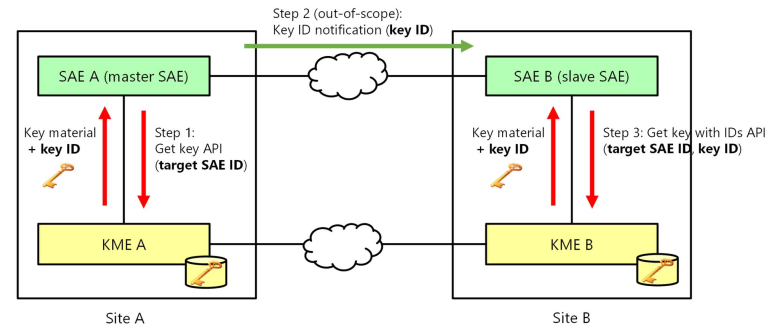 Step 2 (out-of-scope):
Key ID notification (key ID)
SAE A (master SAE)
SAE B (slave SAE)
Key material
+ key ID
Step 1:
Get key API
(target SAE ID)
Key material
+ key ID
Step 3: Get key with IDs API
(target SAE ID, key ID)
KME A
KME B
Site A
Site B